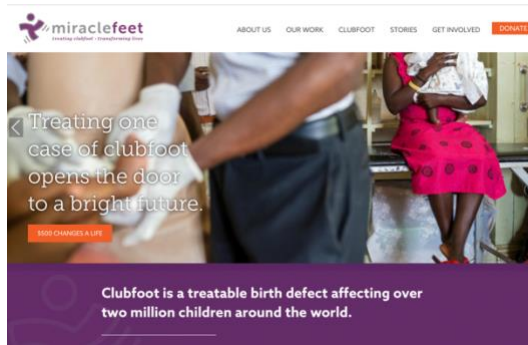 miraclefeet
treating clubfoot · transforming lives
ABOUT US OUR WORK CLUBFOOT STORIES GET INVOLVED DONATE
Treating one
case of clubfoot
opens the door
to a bright future.
$500 CHANGES A LIFE
Clubfoot is a treatable birth defect affecting over
two million children around the world.